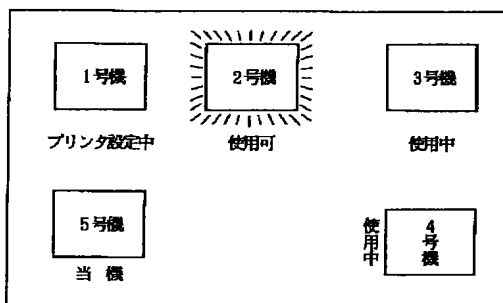 1号機
2号機
3号機
プリンタ設定中
使用可
使用中
5号機
当機
使用中
4号機